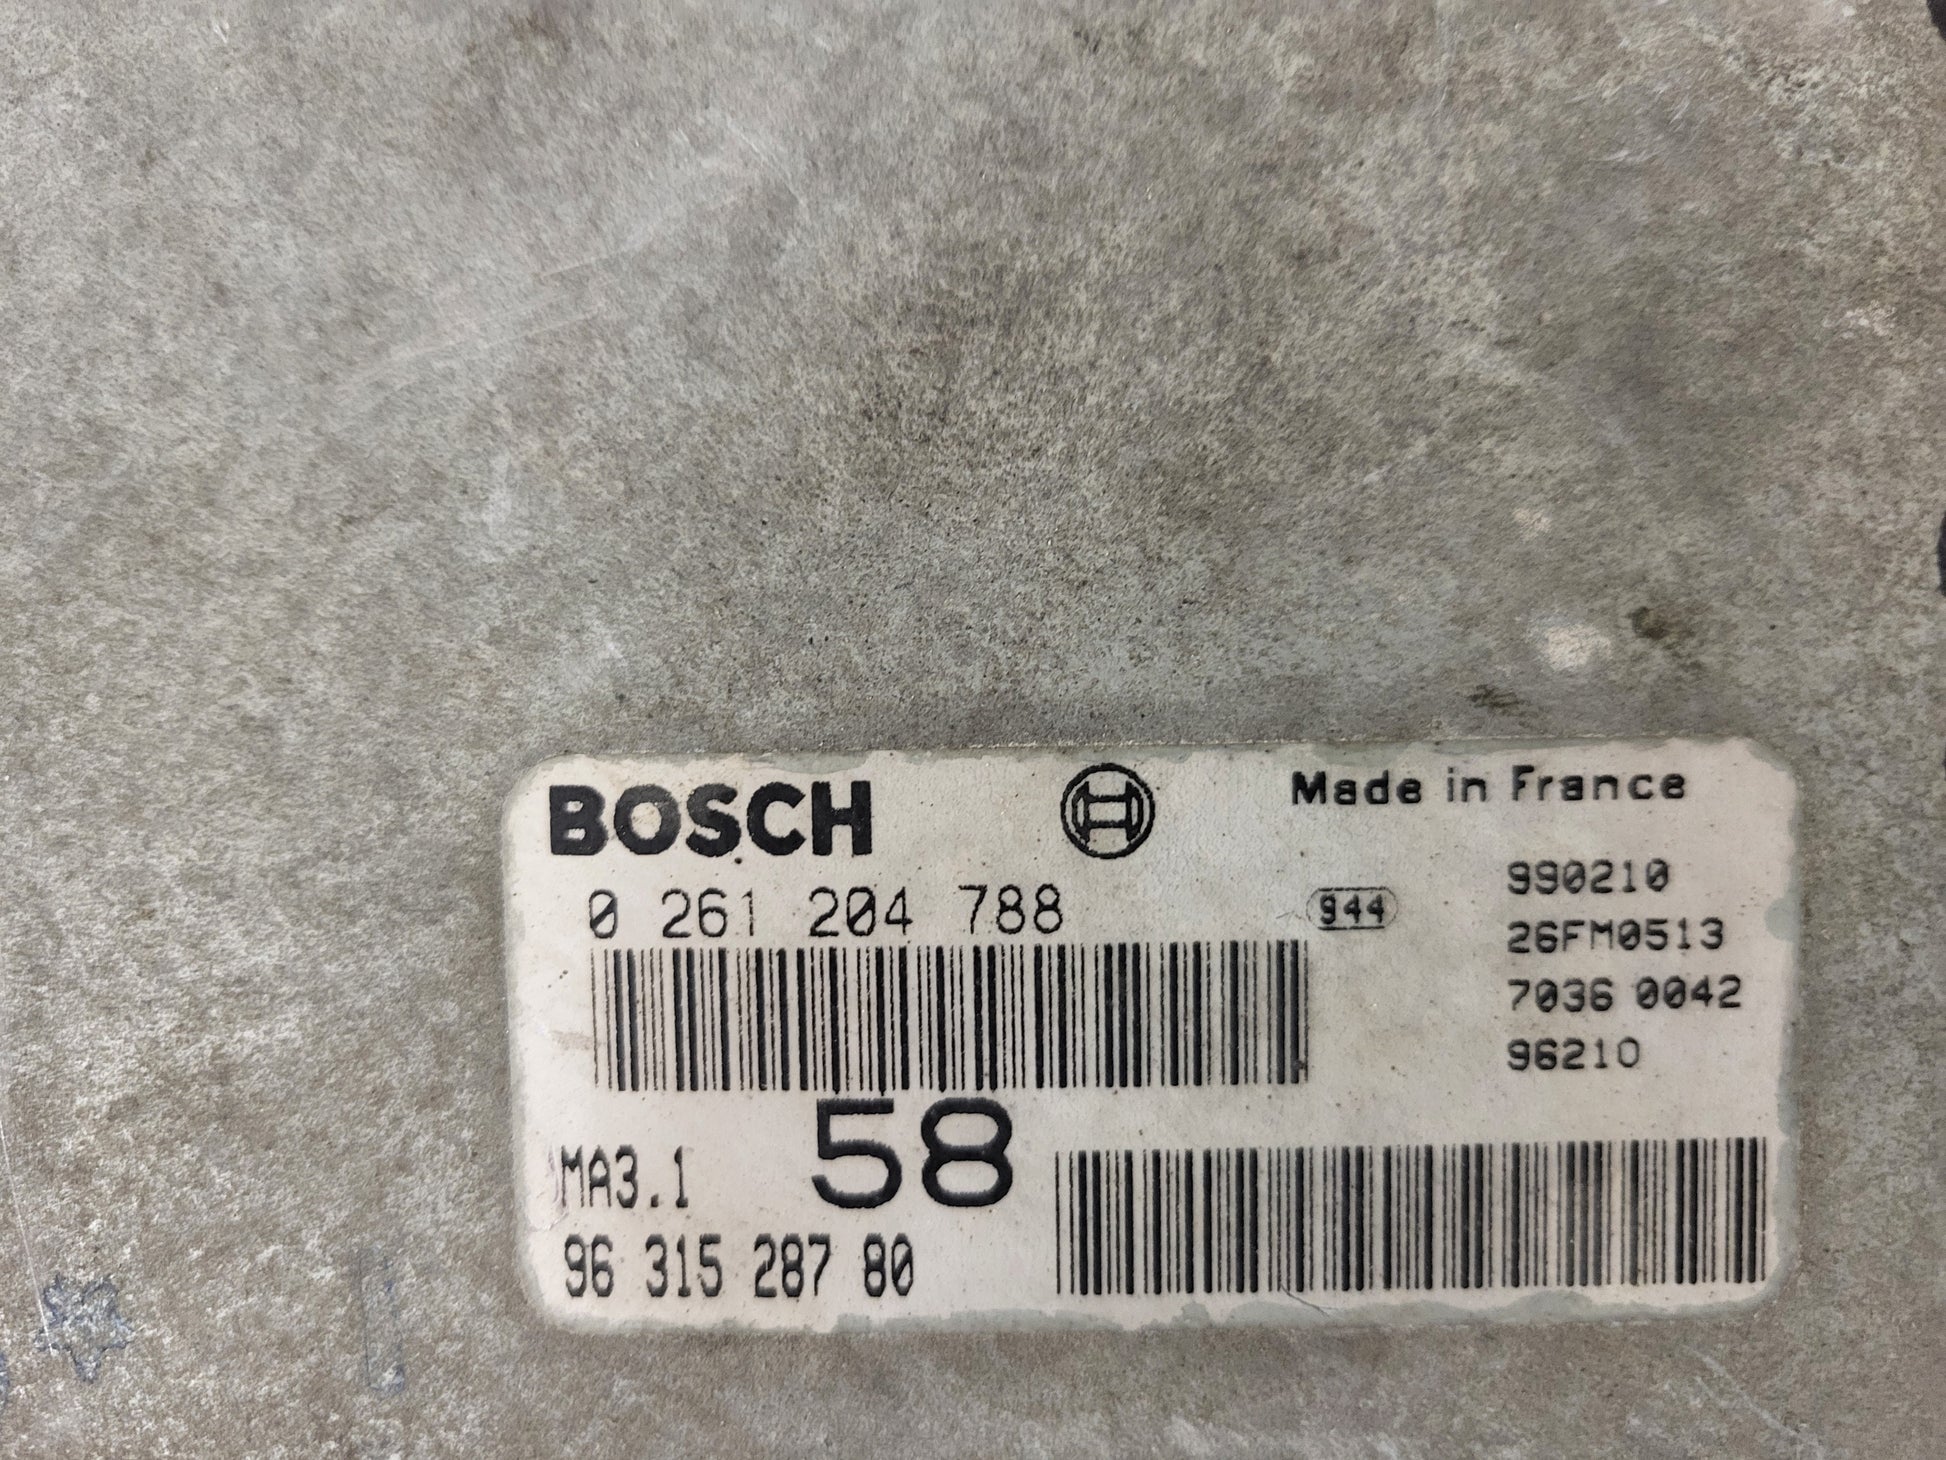 BOSCH
Made in France
0 261 204 788
944
990210
26FM0513
7036 0042
96210
MA3.1
58
96 315 287 80